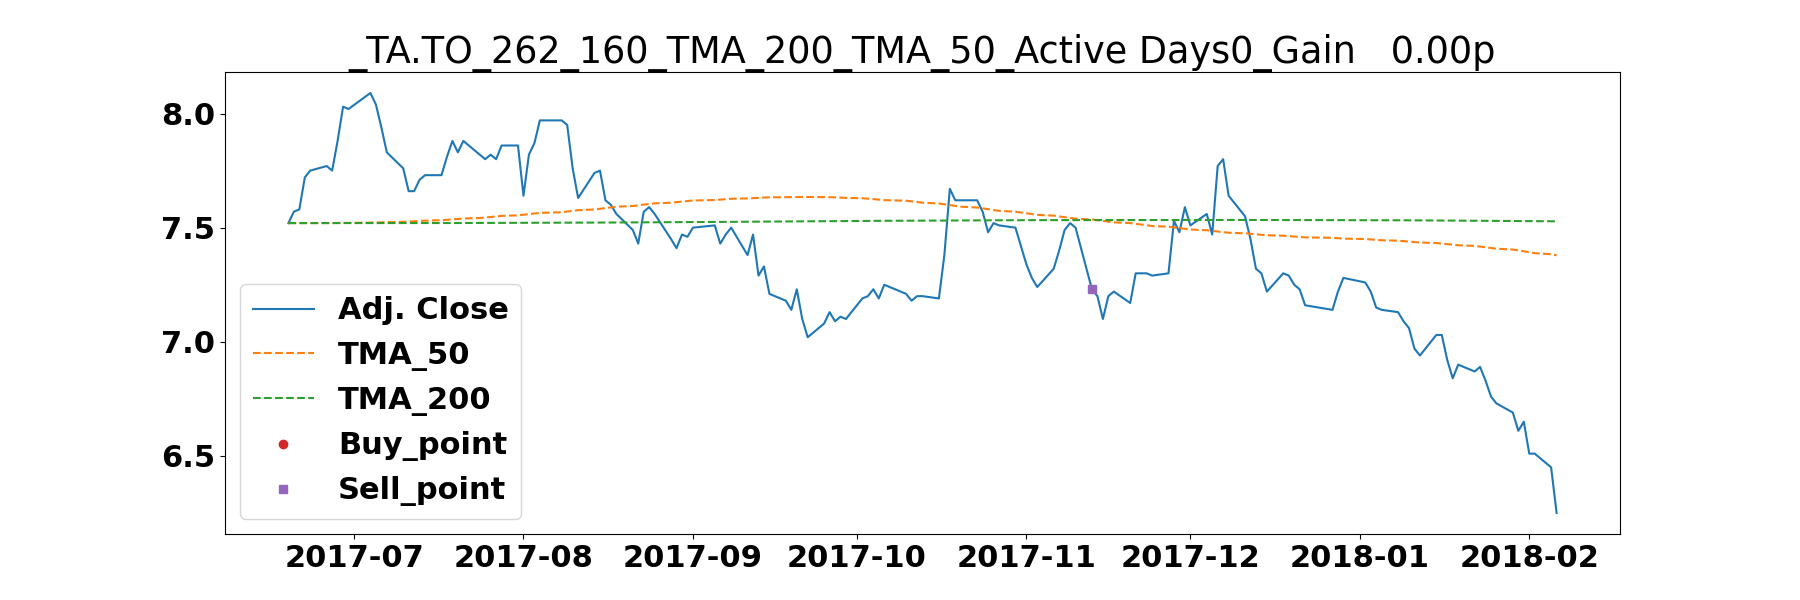 _TA.TO_262_160_TMA_200_TMA_50_Active Days0_Gain   0.00p
8.0
7.5
7.0
6.5
Adj. Close
TMA_50
TMA_200
Buy_point
Sell_point
2017-07 2017-08 2017-09 2017-10 2017-11 2017-12 2018-01 2018-02